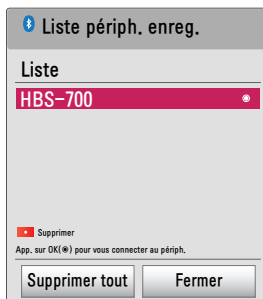 Liste périph. enreg.
Liste
HBS-700
Supprimer
App. sur OK(◉) pour vous connecter au périph.
Supprimer tout
Fermer